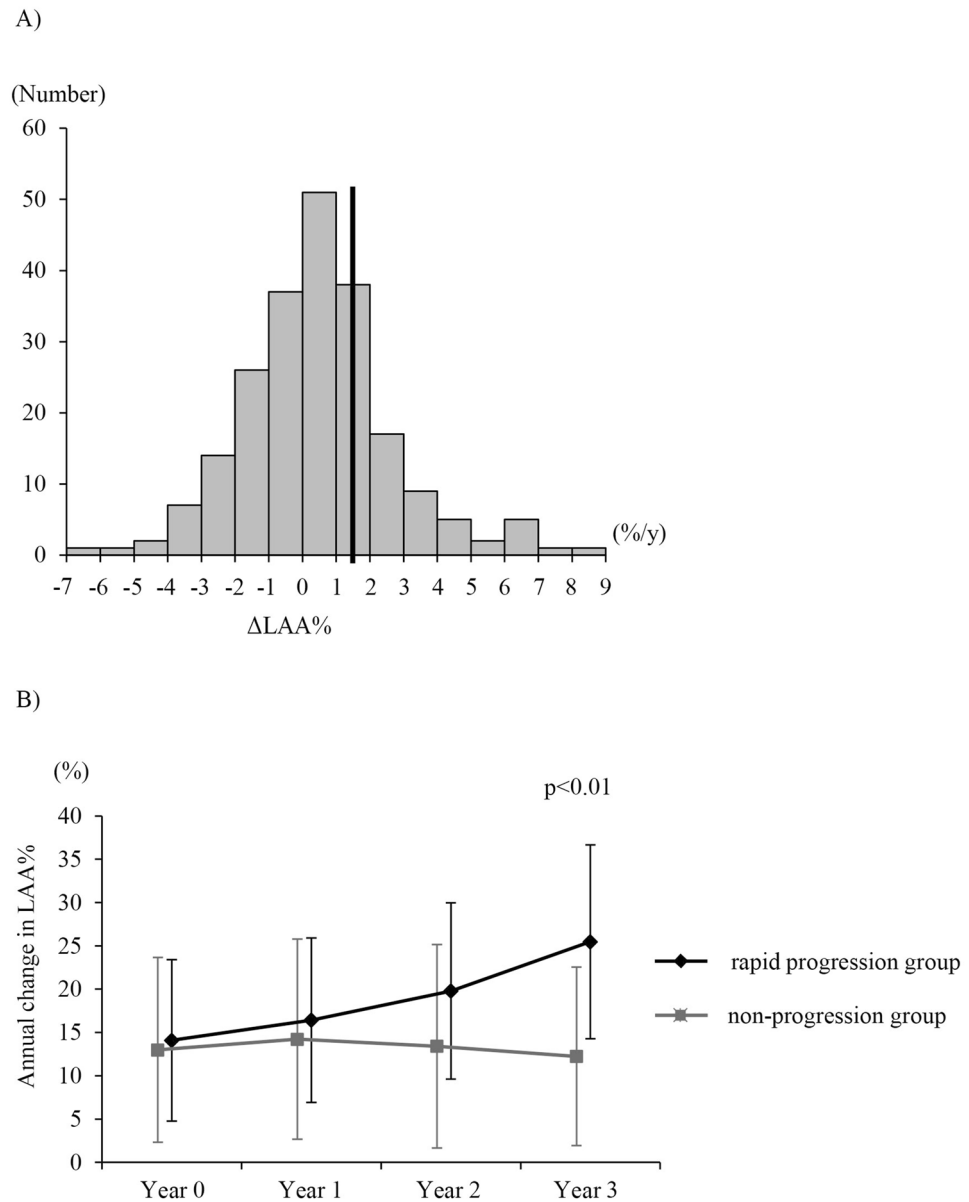 A)
(Number)
60
50
40
30
20
10
0
(%/y)
-7 -6 -5 -4 -3 -2 -1 0 1 2 3 4 5 6 7 8 9
ΔLAA%
B)
(%)
p<0.01
Annual change in LAA%
40
35
30
25
20
15
10
5
0
Year 0 Year 1 Year 2 Year 3
rapid progression group
non-progression group